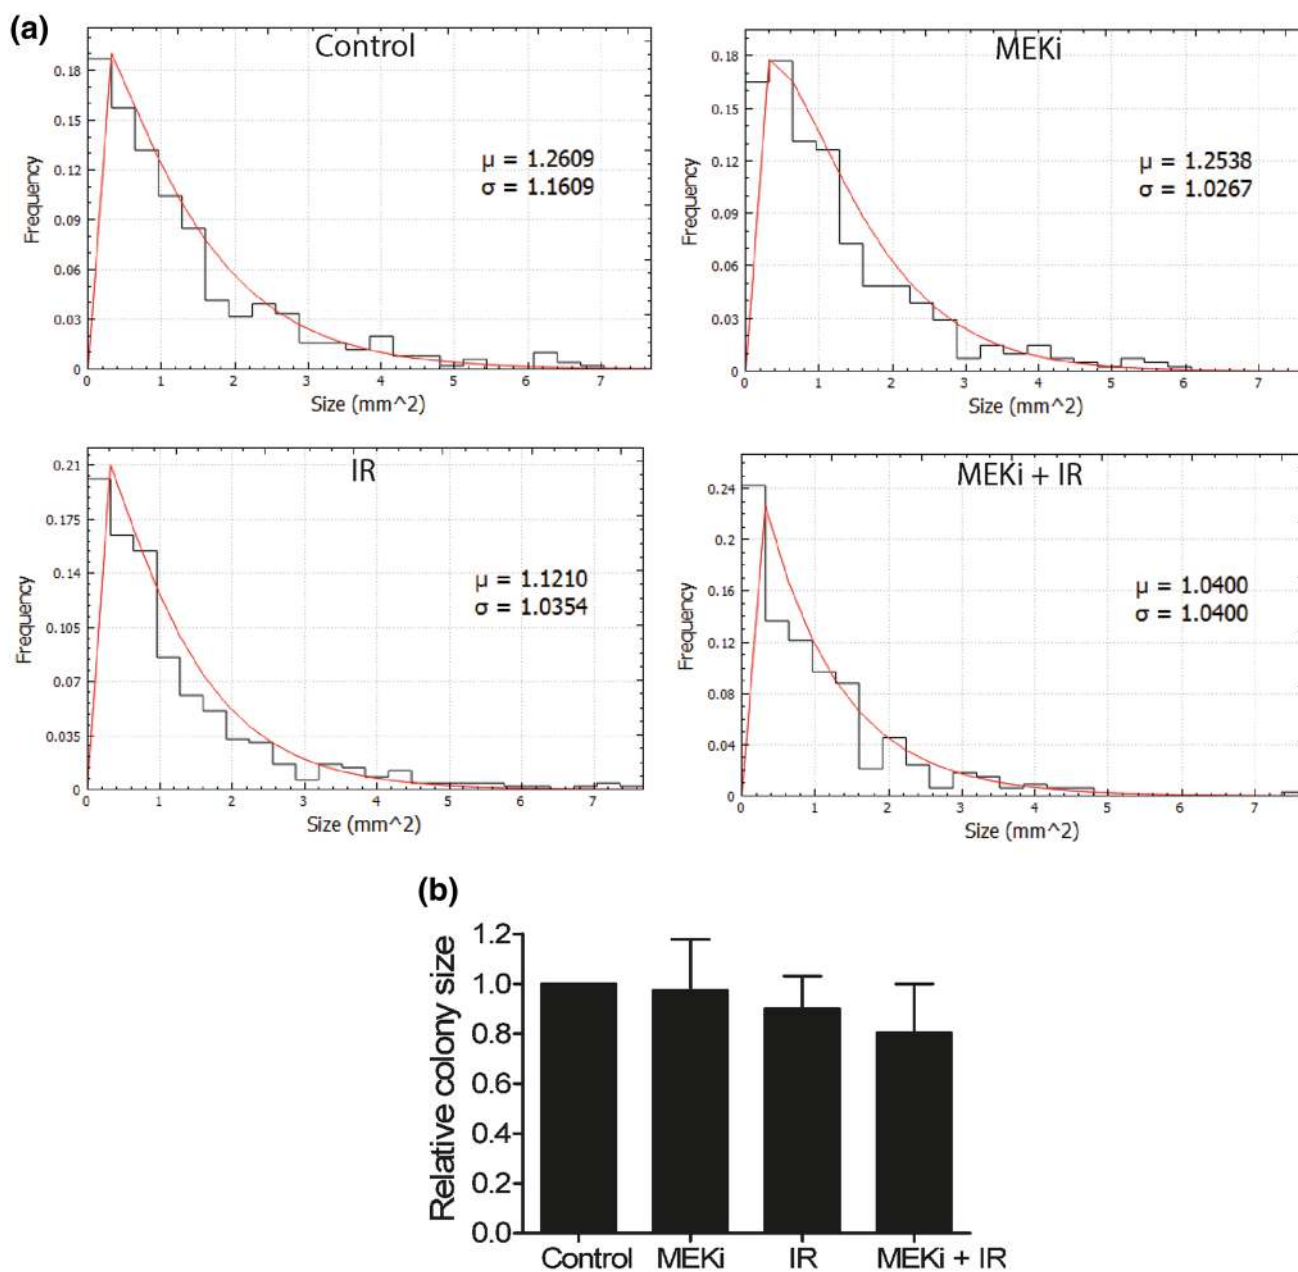 (a)
Control
0.18
0.15
0.12
0.09
0.06
0.03
0
Frequency
μ = 1.2609
σ = 1.1609
0 1 2 3 4 5 6 7
Size (mm^2)
MEKi
0.18
0.15
0.12
0.09
0.06
0.03
0
Frequency
μ = 1.2538
σ = 1.0267
0 1 2 3 4 5 6 7
Size (mm^2)
IR
0.21
0.175
0.14
0.105
0.07
0.035
0
Frequency
μ = 1.1210
σ = 1.0354
0 1 2 3 4 5 6 7
Size (mm^2)
MEKi + IR
0.24
0.2
0.16
0.12
0.08
0.04
0
Frequency
μ = 1.0400
σ = 1.0400
0 1 2 3 4 5 6 7
Size (mm^2)
(b)
1.2
1.0
0.8
0.6
0.4
0.2
0.0
Relative colony size
Control MEKi IR MEKi + IR